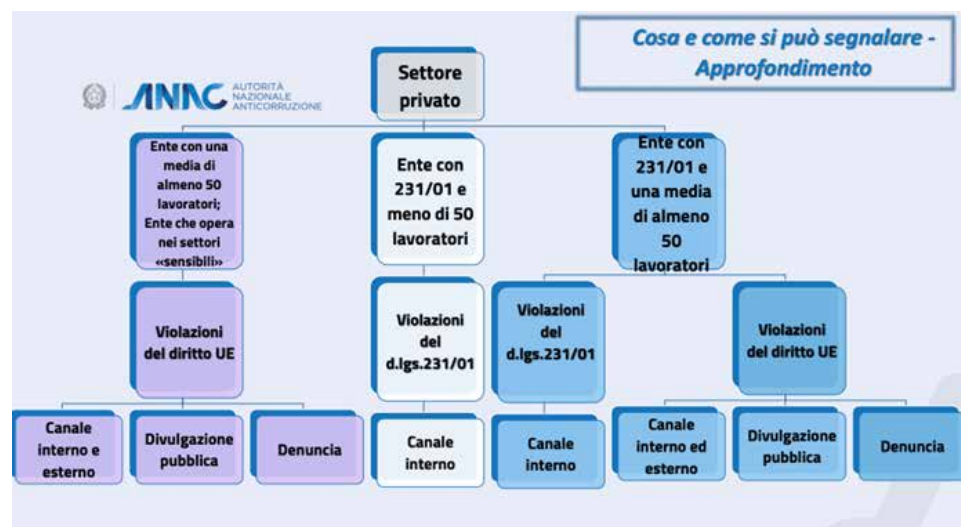 Cosa e come si può segnalare -
Approfondimento
ANAC
AUTORITÀ
NAZIONALE
ANTICORRUZIONE
Settore
privato
Ente con una
media di
almeno 50
lavoratori;
Ente che opera
nei settori
«sensibili»
Ente con
231/01 e
meno di 50
lavoratori
Ente con
231/01 e
una media
di almeno
50
lavoratori
Violazioni
del diritto UE
Violazioni
del
d.lgs.231/01
Violazioni
del
d.lgs.231/01
Violazioni
del diritto UE
Canale
interno e
esterno
Divulgazione
pubblica
Denuncia
Canale
interno
Canale
interno
Canale
interno ed
esterno
Divulgazione
pubblica
Denuncia